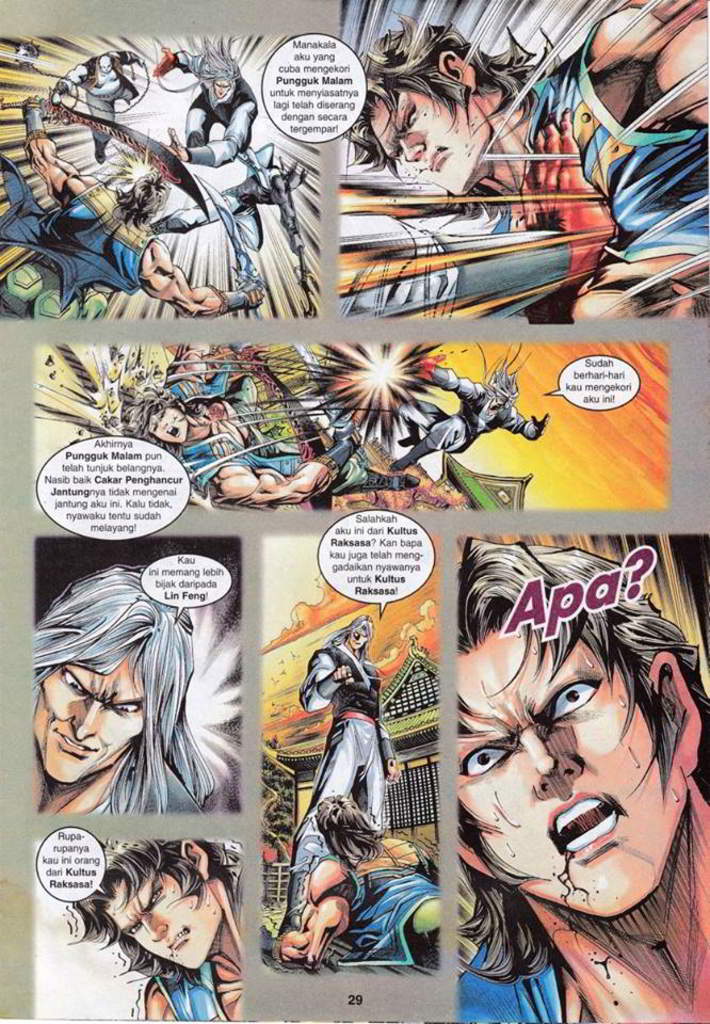 Manakala
aku yang
cuba mengekori
Pungguk Malam
untuk menyiasatnya
lagi telah diserang
dengan secara
tergempar!
Sudah
berhari-hari
kau mengekori
aku ini!
Akhirnya
Pungguk Malam pun
telah tunjuk belangnya.
Nasib baik Cakar Penghancur
Jantungnya tidak mengenai
aku ini. Kalu tidak,
nyawaku tentu sudah
melayang!
Kau
ini memang lebih
bijak daripada
Lin Feng!
Salahkah
aku ini dari Kultus
Raksasa? Kan bapa
kau juga telah meng-
gadaikan nyawanya
untuk Kultus
Raksasa!
Apa?
Rupa-
rupanya
kau ini orang
dari Kultus
Raksasa!
29